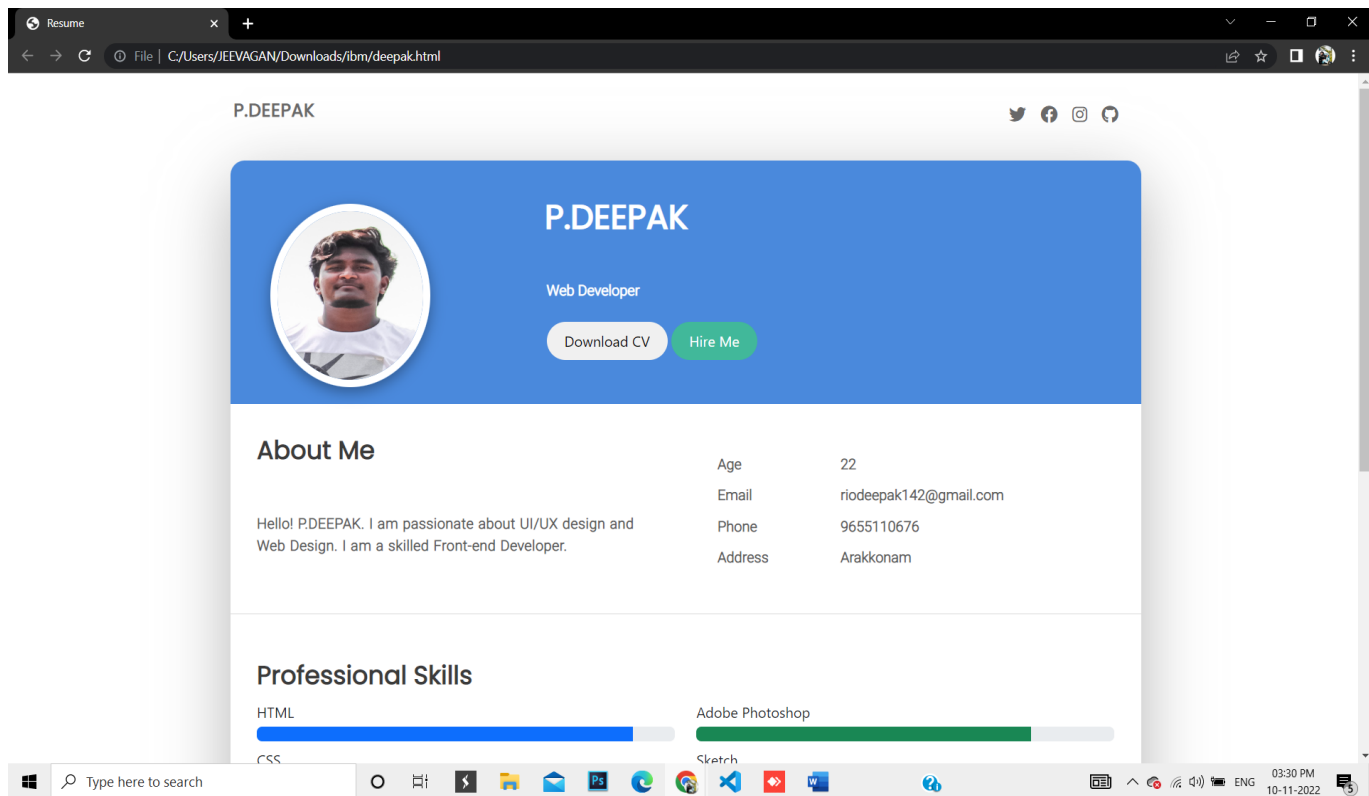 Resume
File | C:/Users/JEEVAGAN/Downloads/ibm/deepak.html
P.DEEPAK
P.DEEPAK
Web Developer
Download CV Hire Me
About Me
Hello! P.DEEPAK. I am passionate about UI/UX design and
Web Design. I am a skilled Front-end Developer.
Age 22
Email riodeepak142@gmail.com
Phone 9655110676
Address Arakkonam
Professional Skills
HTML Adobe Photoshop
CSS Sketch
Type here to search
Ps
W
ENG
03:30 PM
10-11-2022
5